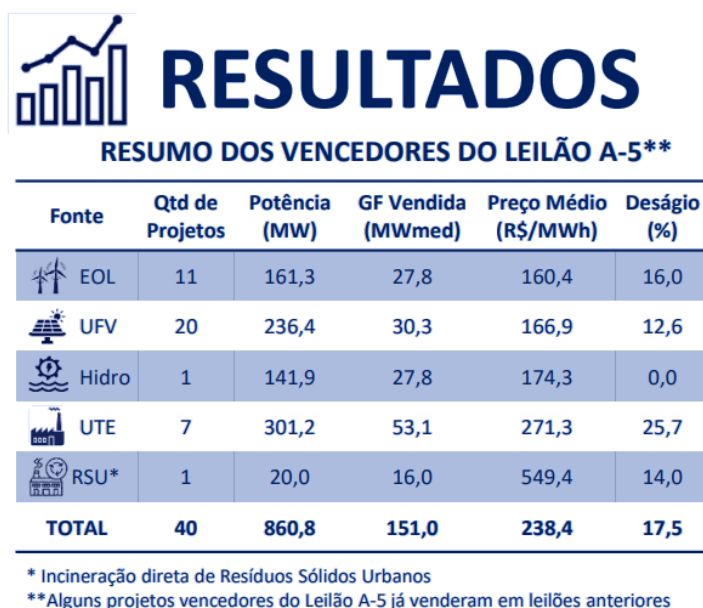 RESULTADOS
RESUMO DOS VENCEDORES DO LEILÃO A-5**
Fonte Qtd de Projetos Potência (MW) GF Vendida (MWmed) Preço Médio (R$/MWh) Deságio (%)
EOL 11 161,3 27,8 160,4 16,0
UFV 20 236,4 30,3 166,9 12,6
Hidro 1 141,9 27,8 174,3 0,0
UTE 7 301,2 53,1 271,3 25,7
RSU* 1 20,0 16,0 549,4 14,0
TOTAL 40 860,8 151,0 238,4 17,5
* Incineração direta de Resíduos Sólidos Urbanos
**Alguns projetos vencedores do Leilão A-5 já venderam em leilões anteriores